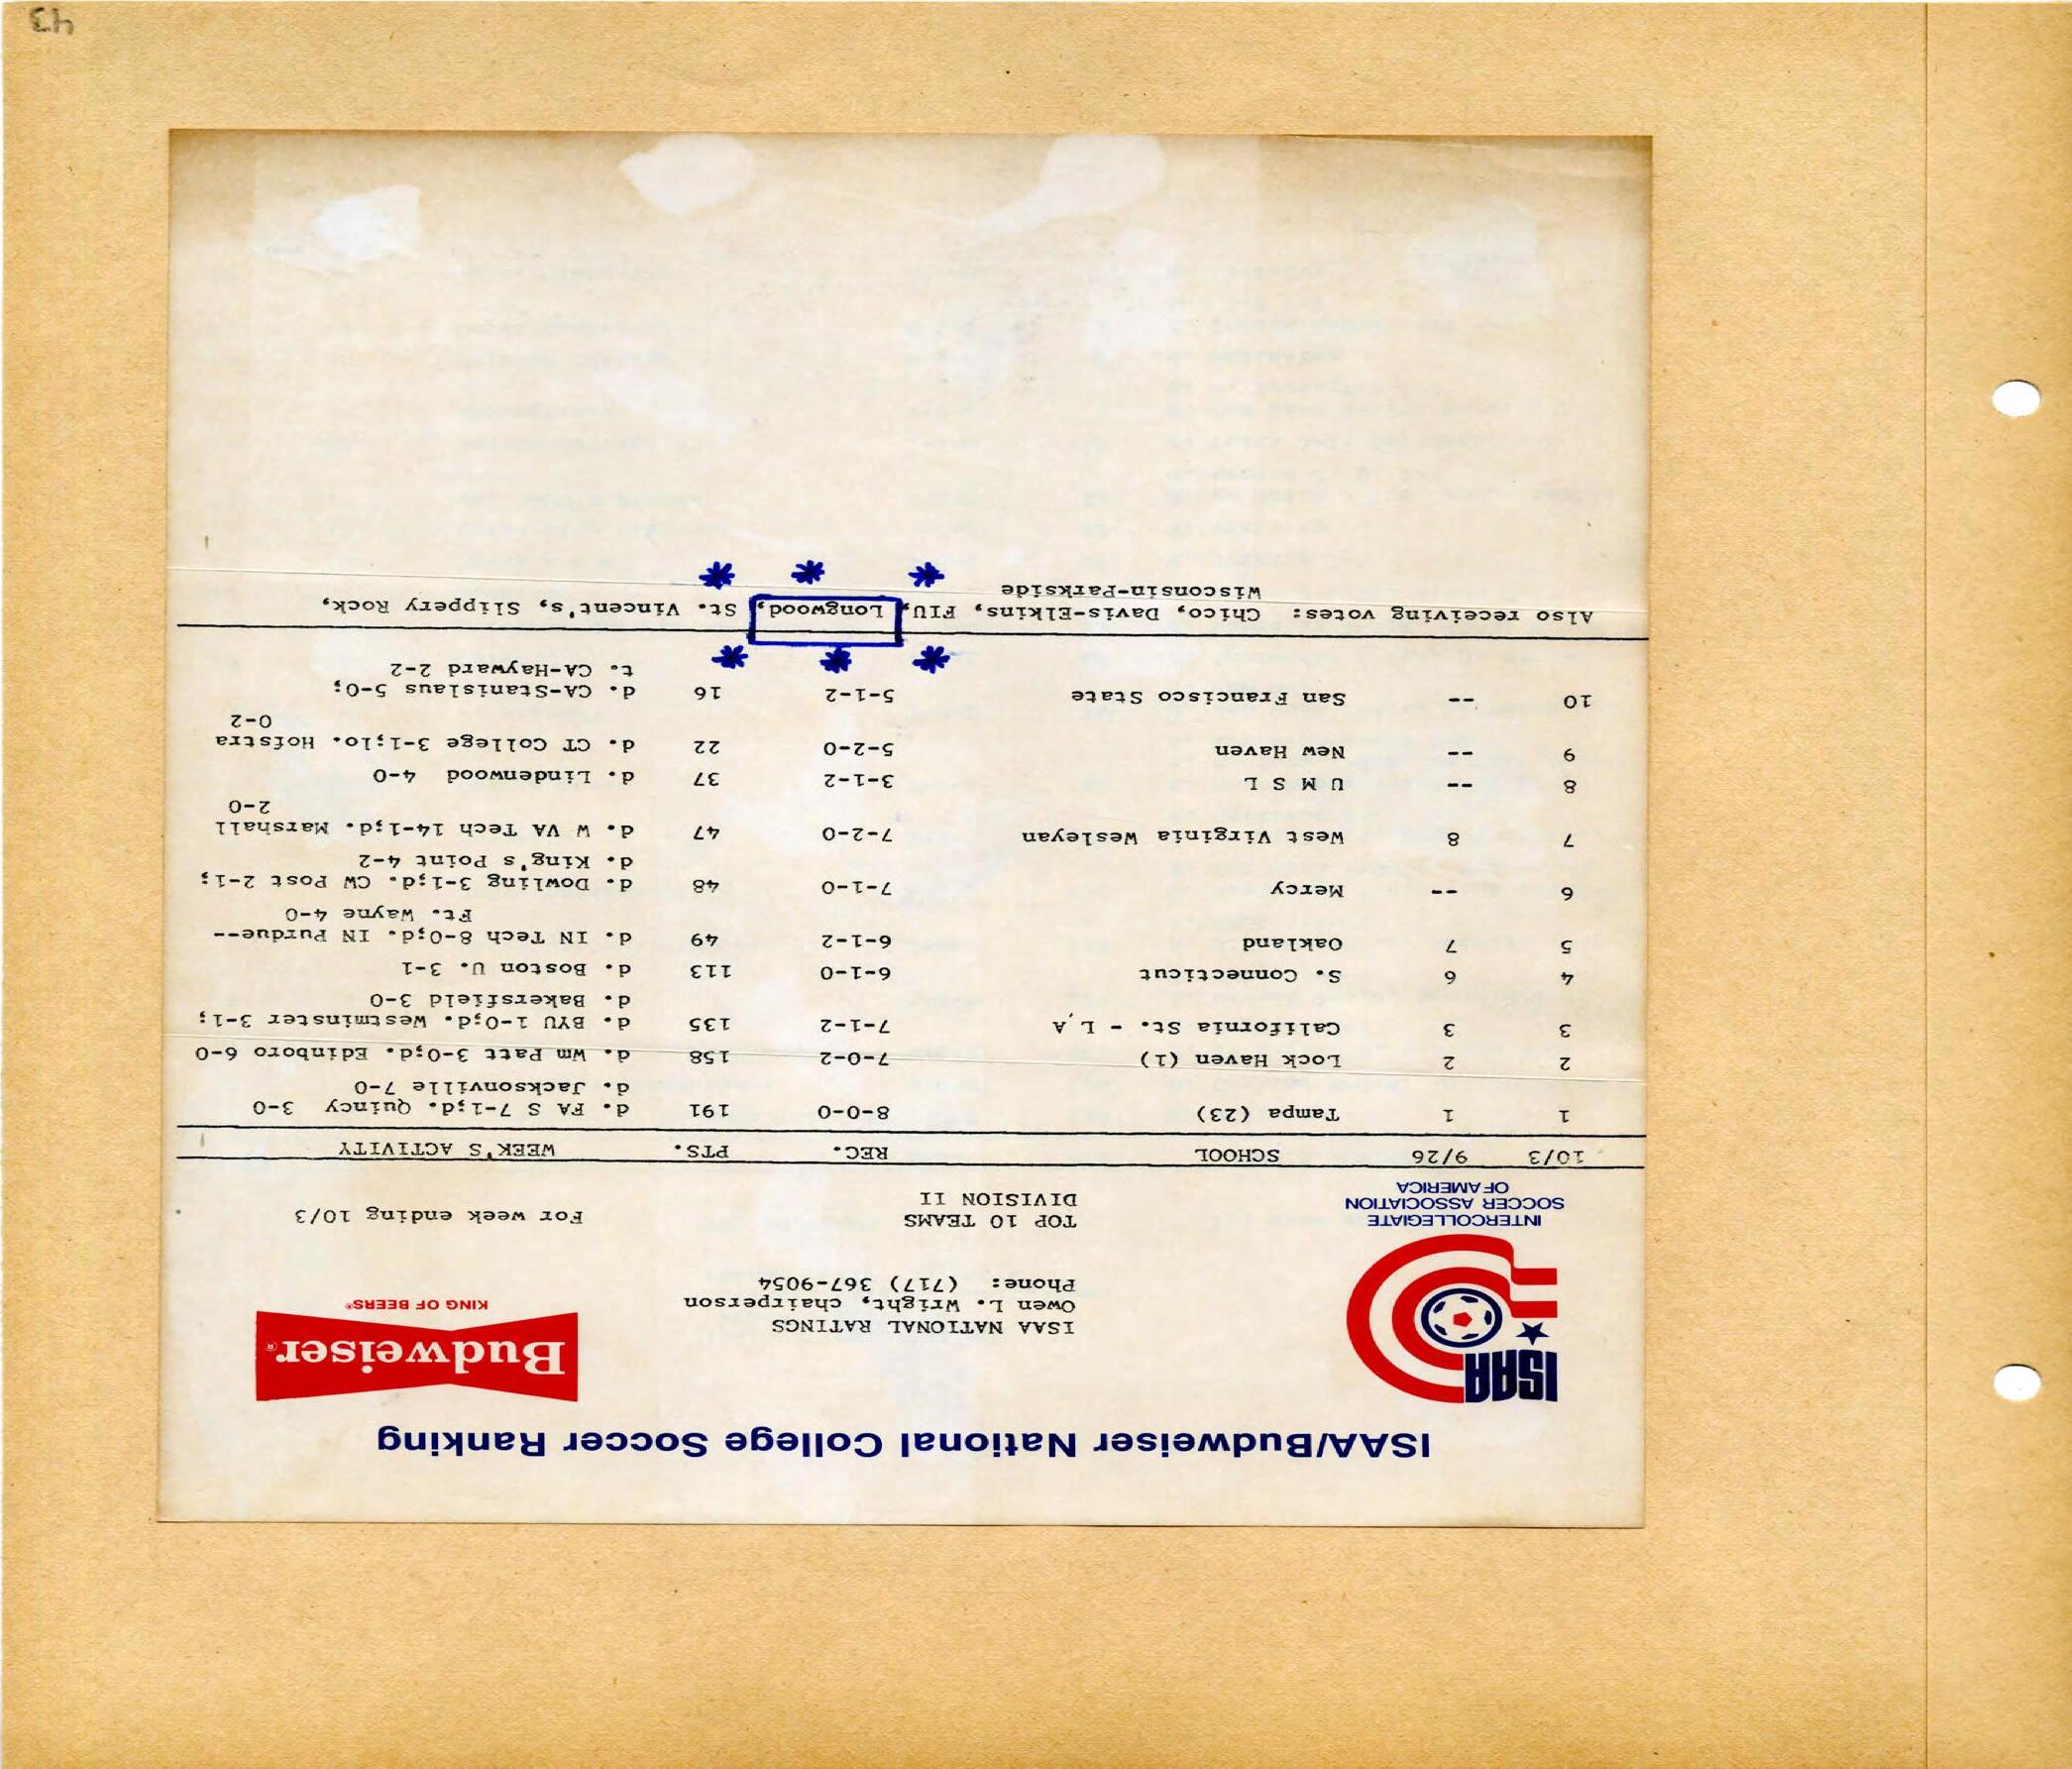 43
ISAA/Budweiser National College Soccer Ranking
ISAA
INTERCOLLEGIATE
SOCCER ASSOCIATION
OF AMERICA
ISAA NATIONAL RATINGS
Owen L. Wright, chairperson
Phone: (717) 367-9054
Budweiser®
KING OF BEERS®
TOP 10 TEAMS
DIVISION II
For week ending 10/3
10/3 9/26 SCHOOL REC. PTS. WEEK'S ACTIVITY
1 1 Tampa (23) 8-0-0 191 d. FA S 7-1;d. Quincy 3-0
d. Jacksonville 7-0
2 2 Lock Haven (1) 7-0-2 158 d. Wm Patt 3-0;d. Edinboro 6-0
3 3 California St. - L.A 7-1-2 135 d. BYU 1-0;d. Westminster 3-1;
d. Bakersfield 3-0
4 6 S. Connecticut 6-1-0 113 d. Boston U. 3-1
5 7 Oakland 6-1-2 49 d. IN Tech 8-0;d. IN Purdue--
Ft. Wayne 4-0
6 -- Mercy 7-1-0 48 d. Dowling 3-1;d. CW Post 2-1;
d. King's Point 4-2
7 8 West Virginia Wesleyan 7-2-0 47 d. W VA Tech 14-1;d. Marshall
2-0
8 -- U M S L 3-1-2 37 d. Lindenwood 4-0
9 -- New Haven 5-2-0 22 d. CT College 3-1;lo. Hofstra
0-2
10 -- San Francisco State 5-1-2 16 d. CA-Stanislaus 5-0;
t. CA-Hayward 2-2
Also receiving votes: Chico, Davis-Elkins, FIU, Longwood, St. Vincent's, Slippery Rock,
Wisconsin-Parkside